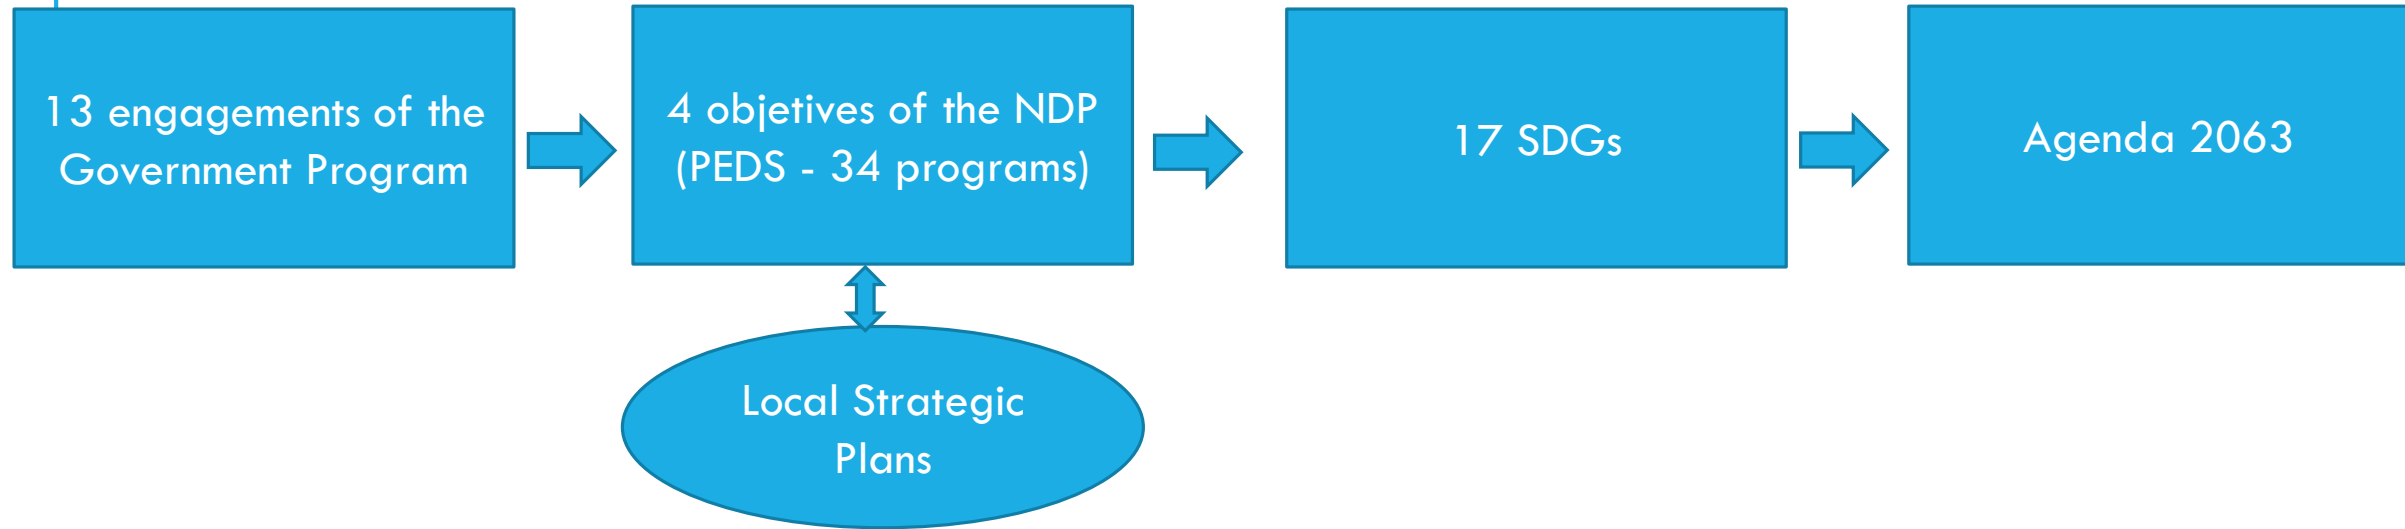 13 engagements of the
Government Program
4 objetives of the NDP
(PEDS - 34 programs)
17 SDGs
Agenda 2063
Local Strategic
Plans